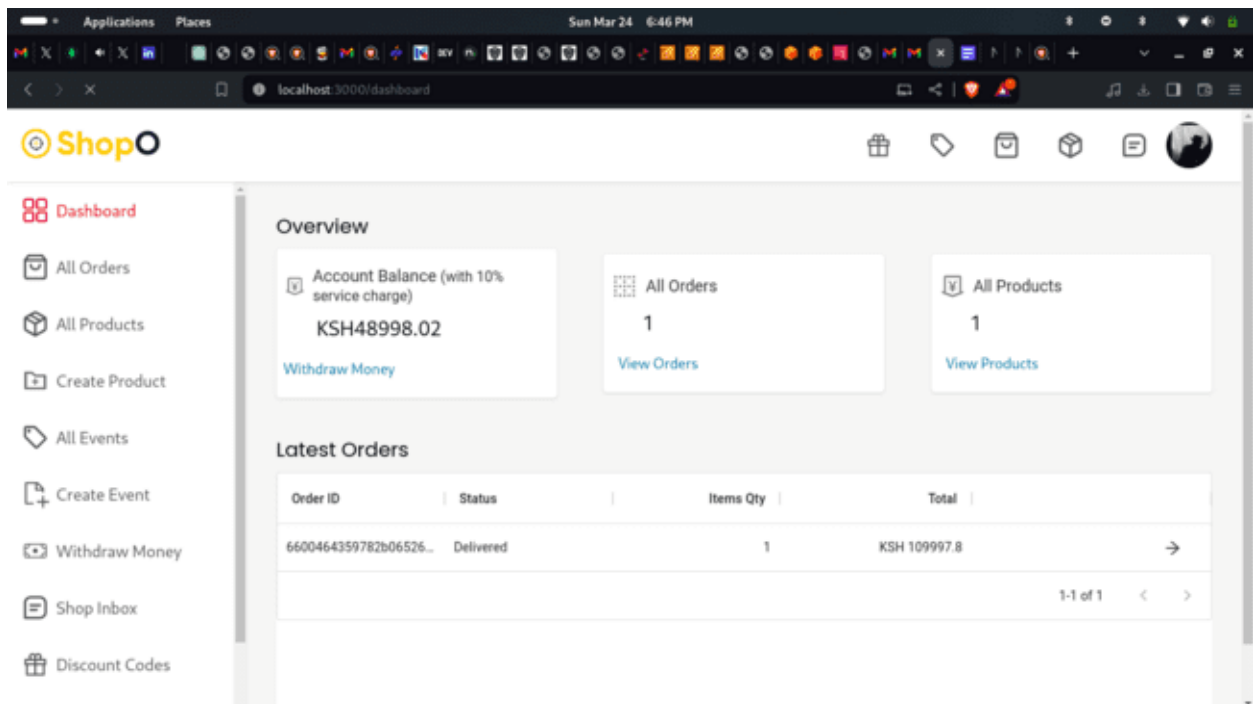 Applications Places Sun Mar 24 6:46 PM
localhost:3000/dashboard
ShopO
Dashboard
All Orders
All Products
Create Product
All Events
Create Event
Withdraw Money
Shop Inbox
Discount Codes
Overview
Account Balance (with 10%
service charge)
KSH48998.02
Withdraw Money
All Orders
1
View Orders
All Products
1
View Products
Latest Orders
Order ID Status Items Qty Total
6600464359782b06526... Delivered 1 KSH 109997.8
1-1 of 1